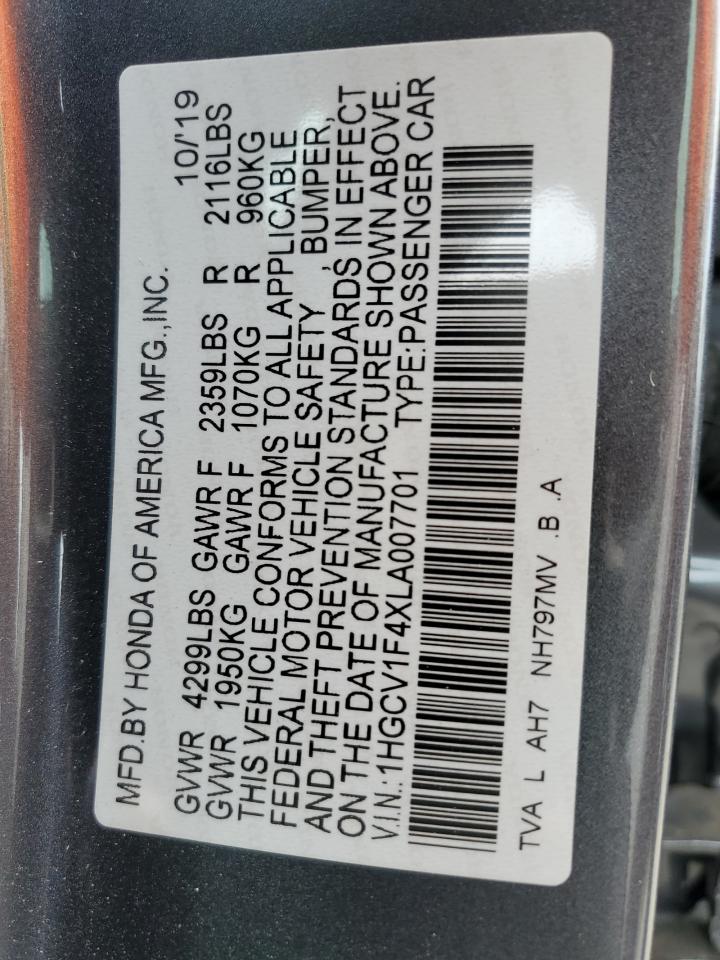 MFD.BY HONDA OF AMERICA MFG.,INC. 10/'19
GVWR 4299LBS GAWR F 2359LBS R 2116LBS
GVWR 1950KG GAWR F 1070KG R 960KG
THIS VEHICLE CONFORMS TO ALL APPLICABLE
FEDERAL MOTOR VEHICLE SAFETY , BUMPER,
AND THEFT PREVENTION STANDARDS IN EFFECT
ON THE DATE OF MANUFACTURE SHOWN ABOVE.
V.I.N.: 1HGCV1F4XLA007701 TYPE:PASSENGER CAR
TVA L AH7 NH797MV .B .A